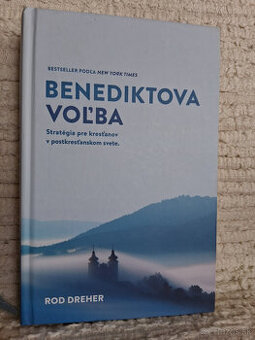 BESTSELLER PODĽA NEW YORK TIMES
BENEDIKTOVA
VOĽBA
Stratégia pre kresťanov
v postkresťanskom svete.
ROD DREHER